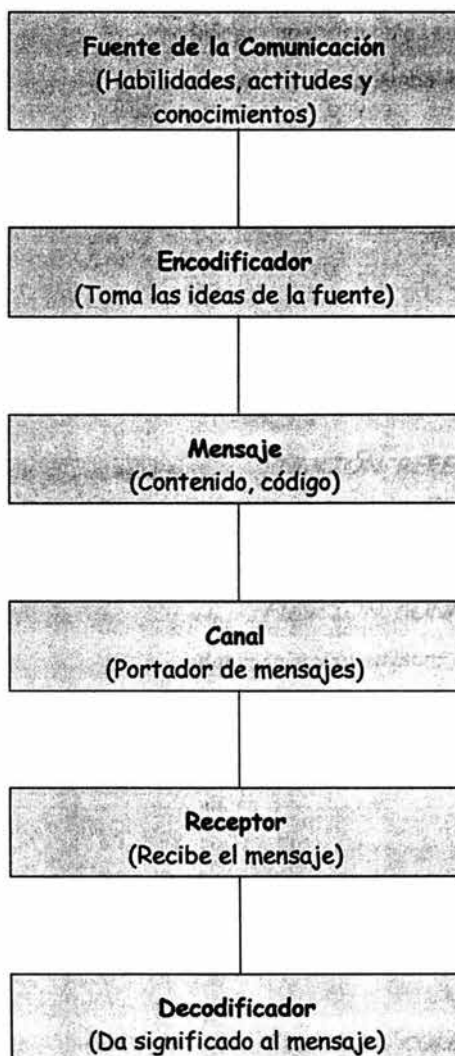 Fuente de la Comunicación
(Habilidades, actitudes y
conocimientos)
Encodificador
(Toma las ideas de la fuente)
Mensaje
(Contenido, código)
Canal
(Portador de mensajes)
Receptor
(Recibe el mensaje)
Decodificador
(Da significado al mensaje)